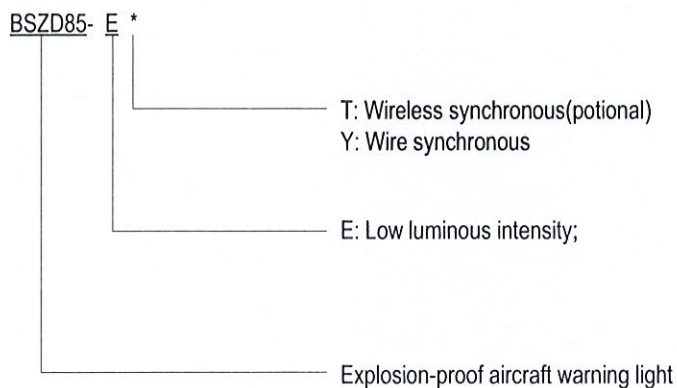 BSZD85- E *
T: Wireless synchronous(potional)
Y: Wire synchronous
E: Low luminous intensity;
Explosion-proof aircraft warning light